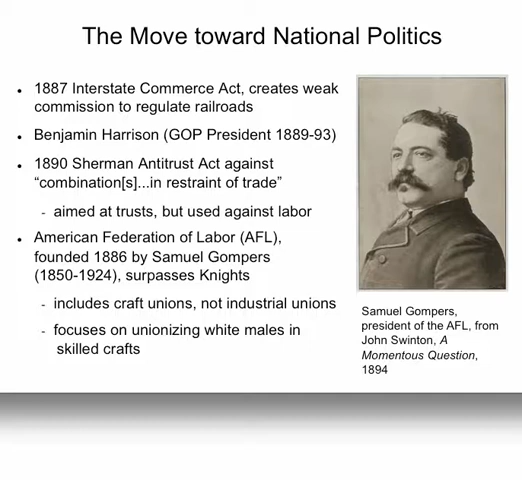 The Move toward National Politics
• 1887 Interstate Commerce Act, creates weak
commission to regulate railroads
• Benjamin Harrison (GOP President 1889-93)
• 1890 Sherman Antitrust Act against
“combination[s]...in restraint of trade”
- aimed at trusts, but used against labor
• American Federation of Labor (AFL),
founded 1886 by Samuel Gompers
(1850-1924), surpasses Knights
- includes craft unions, not industrial unions
- focuses on unionizing white males in
skilled crafts
Samuel Gompers,
president of the AFL, from
John Swinton, A
Momentous Question,
1894